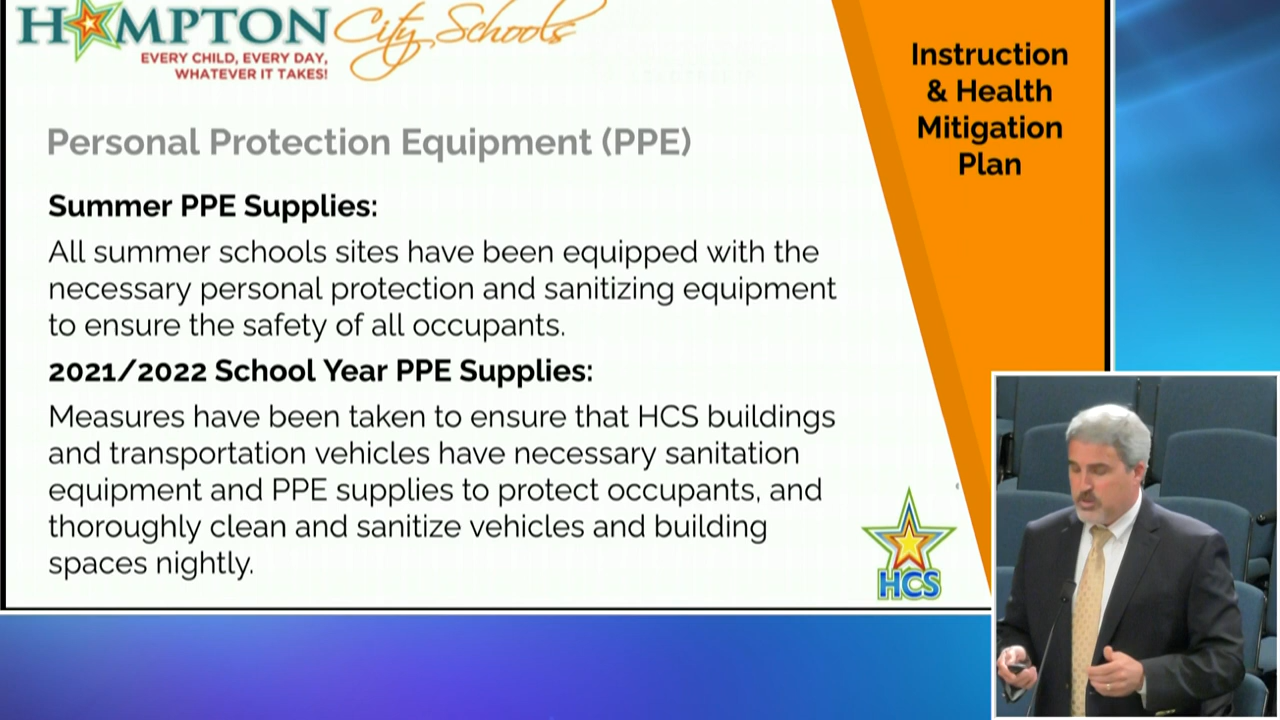 HAMPTON City Schools
EVERY CHILD, EVERY DAY,
WHATEVER IT TAKES!
Instruction
& Health
Mitigation
Plan
Personal Protection Equipment (PPE)
Summer PPE Supplies:
All summer schools sites have been equipped with the
necessary personal protection and sanitizing equipment
to ensure the safety of all occupants.
2021/2022 School Year PPE Supplies:
Measures have been taken to ensure that HCS buildings
and transportation vehicles have necessary sanitation
equipment and PPE supplies to protect occupants, and
thoroughly clean and sanitize vehicles and building
spaces nightly.
HCS